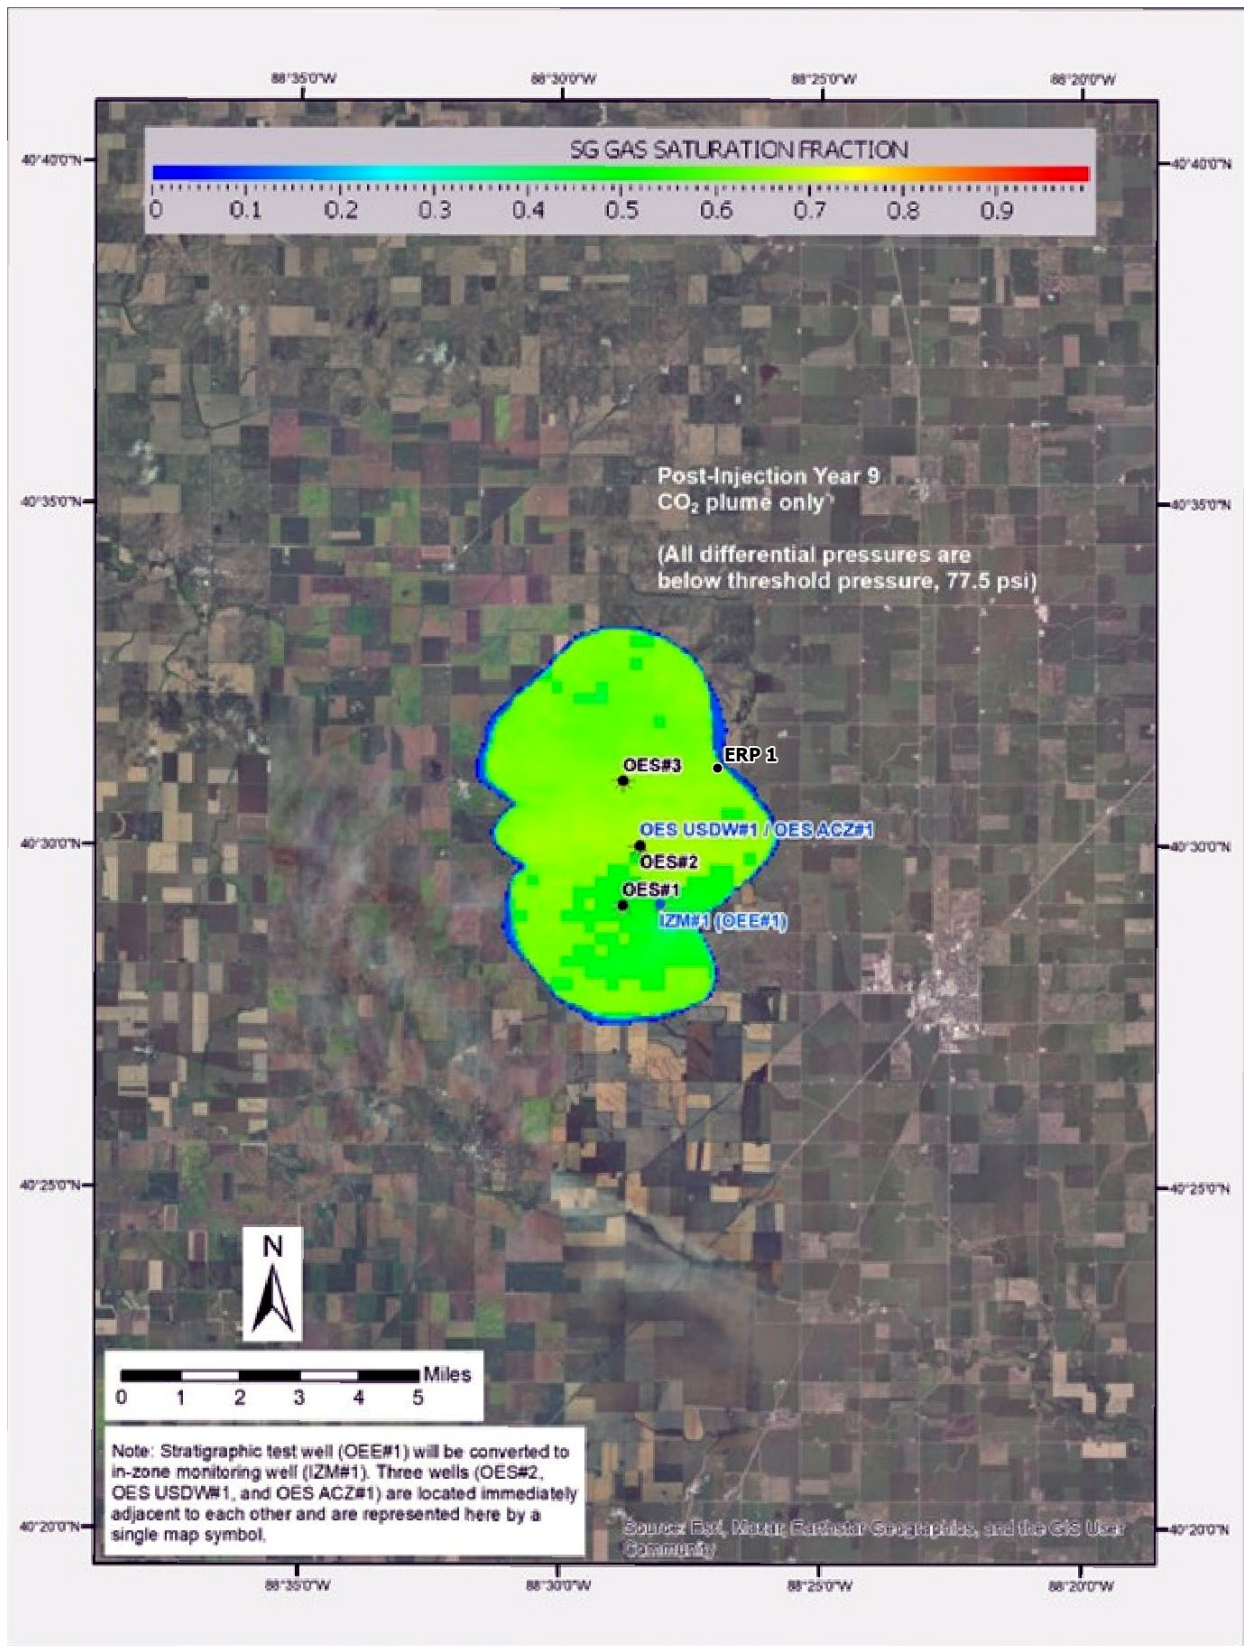 88°35'0"W 88°30'0"W 88°25'0"W 88°20'0"W
40°40'0"N 40°40'0"N
SG GAS SATURATION FRACTION
0 0.1 0.2 0.3 0.4 0.5 0.6 0.7 0.8 0.9
Post-Injection Year 9
CO₂ plume only
40°35'0"N 40°35'0"N
(All differential pressures are
below threshold pressure, 77.5 psi)
ERP 1
OES#3
OES USDW#1 / OES ACZ#1
40°30'0"N 40°30'0"N
OES#2
OES#1
IZM#1 (OEE#1)
40°25'0"N 40°25'0"N
N
Miles
0 1 2 3 4 5
Note: Stratigraphic test well (OEE#1) will be converted to
in-zone monitoring well (IZM#1). Three wells (OES#2,
OES USDW#1, and OES ACZ#1) are located immediately
adjacent to each other and are represented here by a
single map symbol.
40°20'0"N 40°20'0"N
Source: Esri, Maxar, Earthstar Geographics, and the GIS User
Community
88°35'0"W 88°30'0"W 88°25'0"W 88°20'0"W